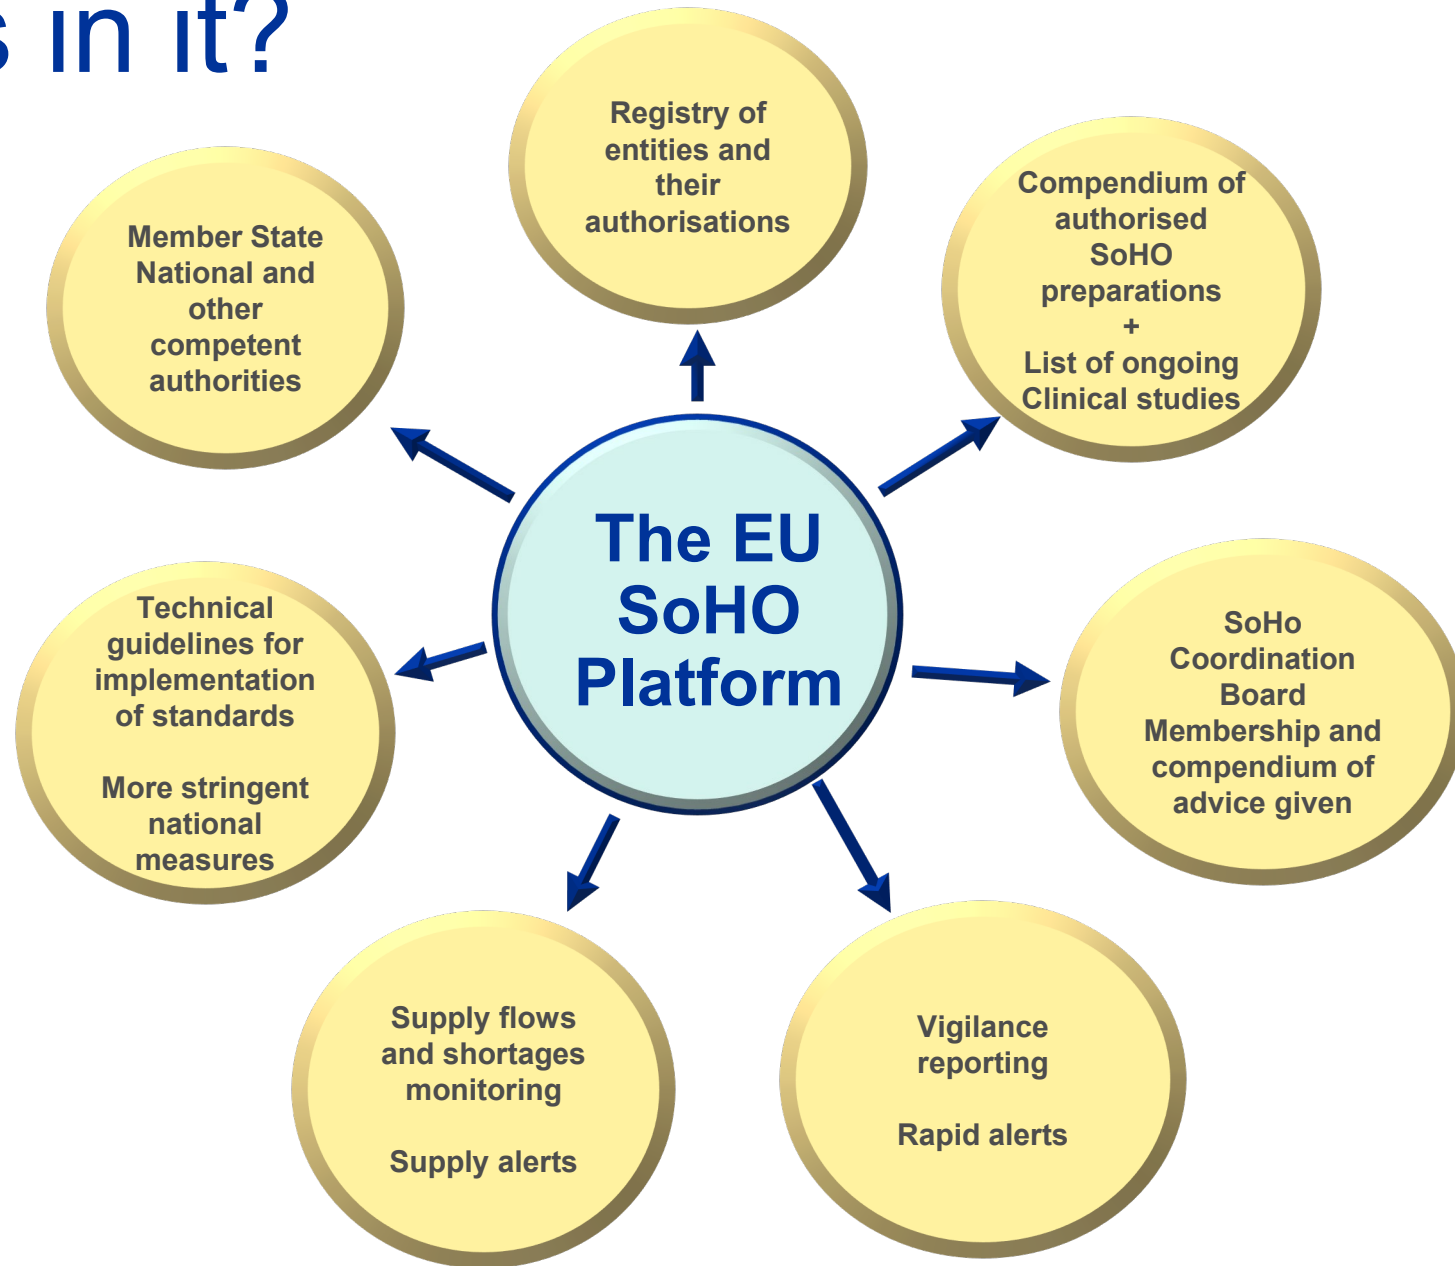 s in it?
Registry of
entities and
their
authorisations
Compendium of
authorised
SoHO
preparations
+
List of ongoing
Clinical studies
Member State
National and
other
competent
authorities
The EU
SoHO
Platform
Technical
guidelines for
implementation
of standards
More stringent
national
measures
SoHo
Coordination
Board
Membership and
compendium of
advice given
Supply flows
and shortages
monitoring
Supply alerts
Vigilance
reporting
Rapid alerts